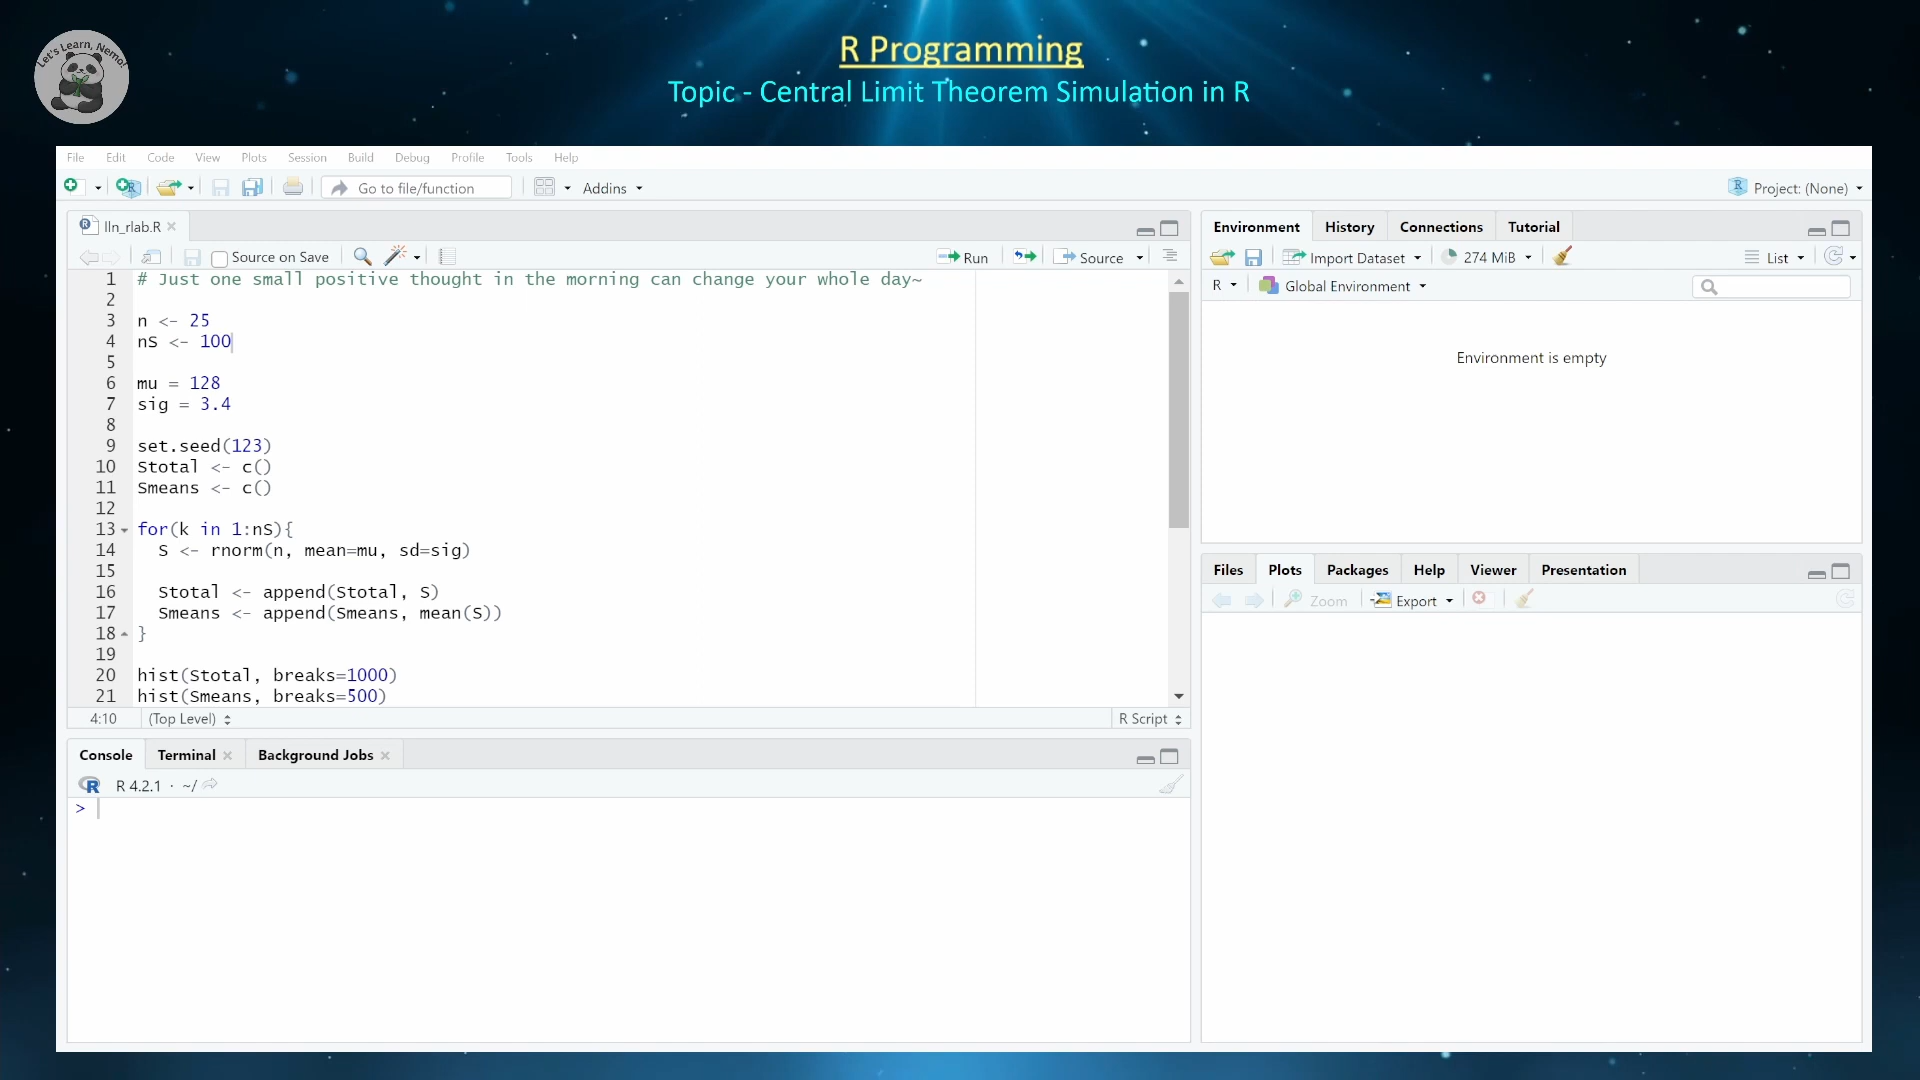 Let's Learn, Nemo!
R Programming
Topic - Central Limit Theorem Simulation in R
File Edit Code View Plots Session Build Debug Profile Tools Help
Go to file/function Addins Project: (None)
lln_rlab.R
Source on Save Run Source
1 # Just one small positive thought in the morning can change your whole day~
2
3 n <- 25
4 nS <- 100
5
6 mu = 128
7 sig = 3.4
8
9 set.seed(123)
10 Stotal <- c()
11 Smeans <- c()
12
13 for(k in 1:nS){
14 S <- rnorm(n, mean=mu, sd=sig)
15
16 Stotal <- append(Stotal, S)
17 Smeans <- append(Smeans, mean(S))
18 }
19
20 hist(Stotal, breaks=1000)
21 hist(Smeans, breaks=500)
4:10 (Top Level) R Script
Console Terminal Background Jobs
R 4.2.1 · ~/
>
Environment History Connections Tutorial
Import Dataset 274 MiB List
R Global Environment
Environment is empty
Files Plots Packages Help Viewer Presentation
Zoom Export